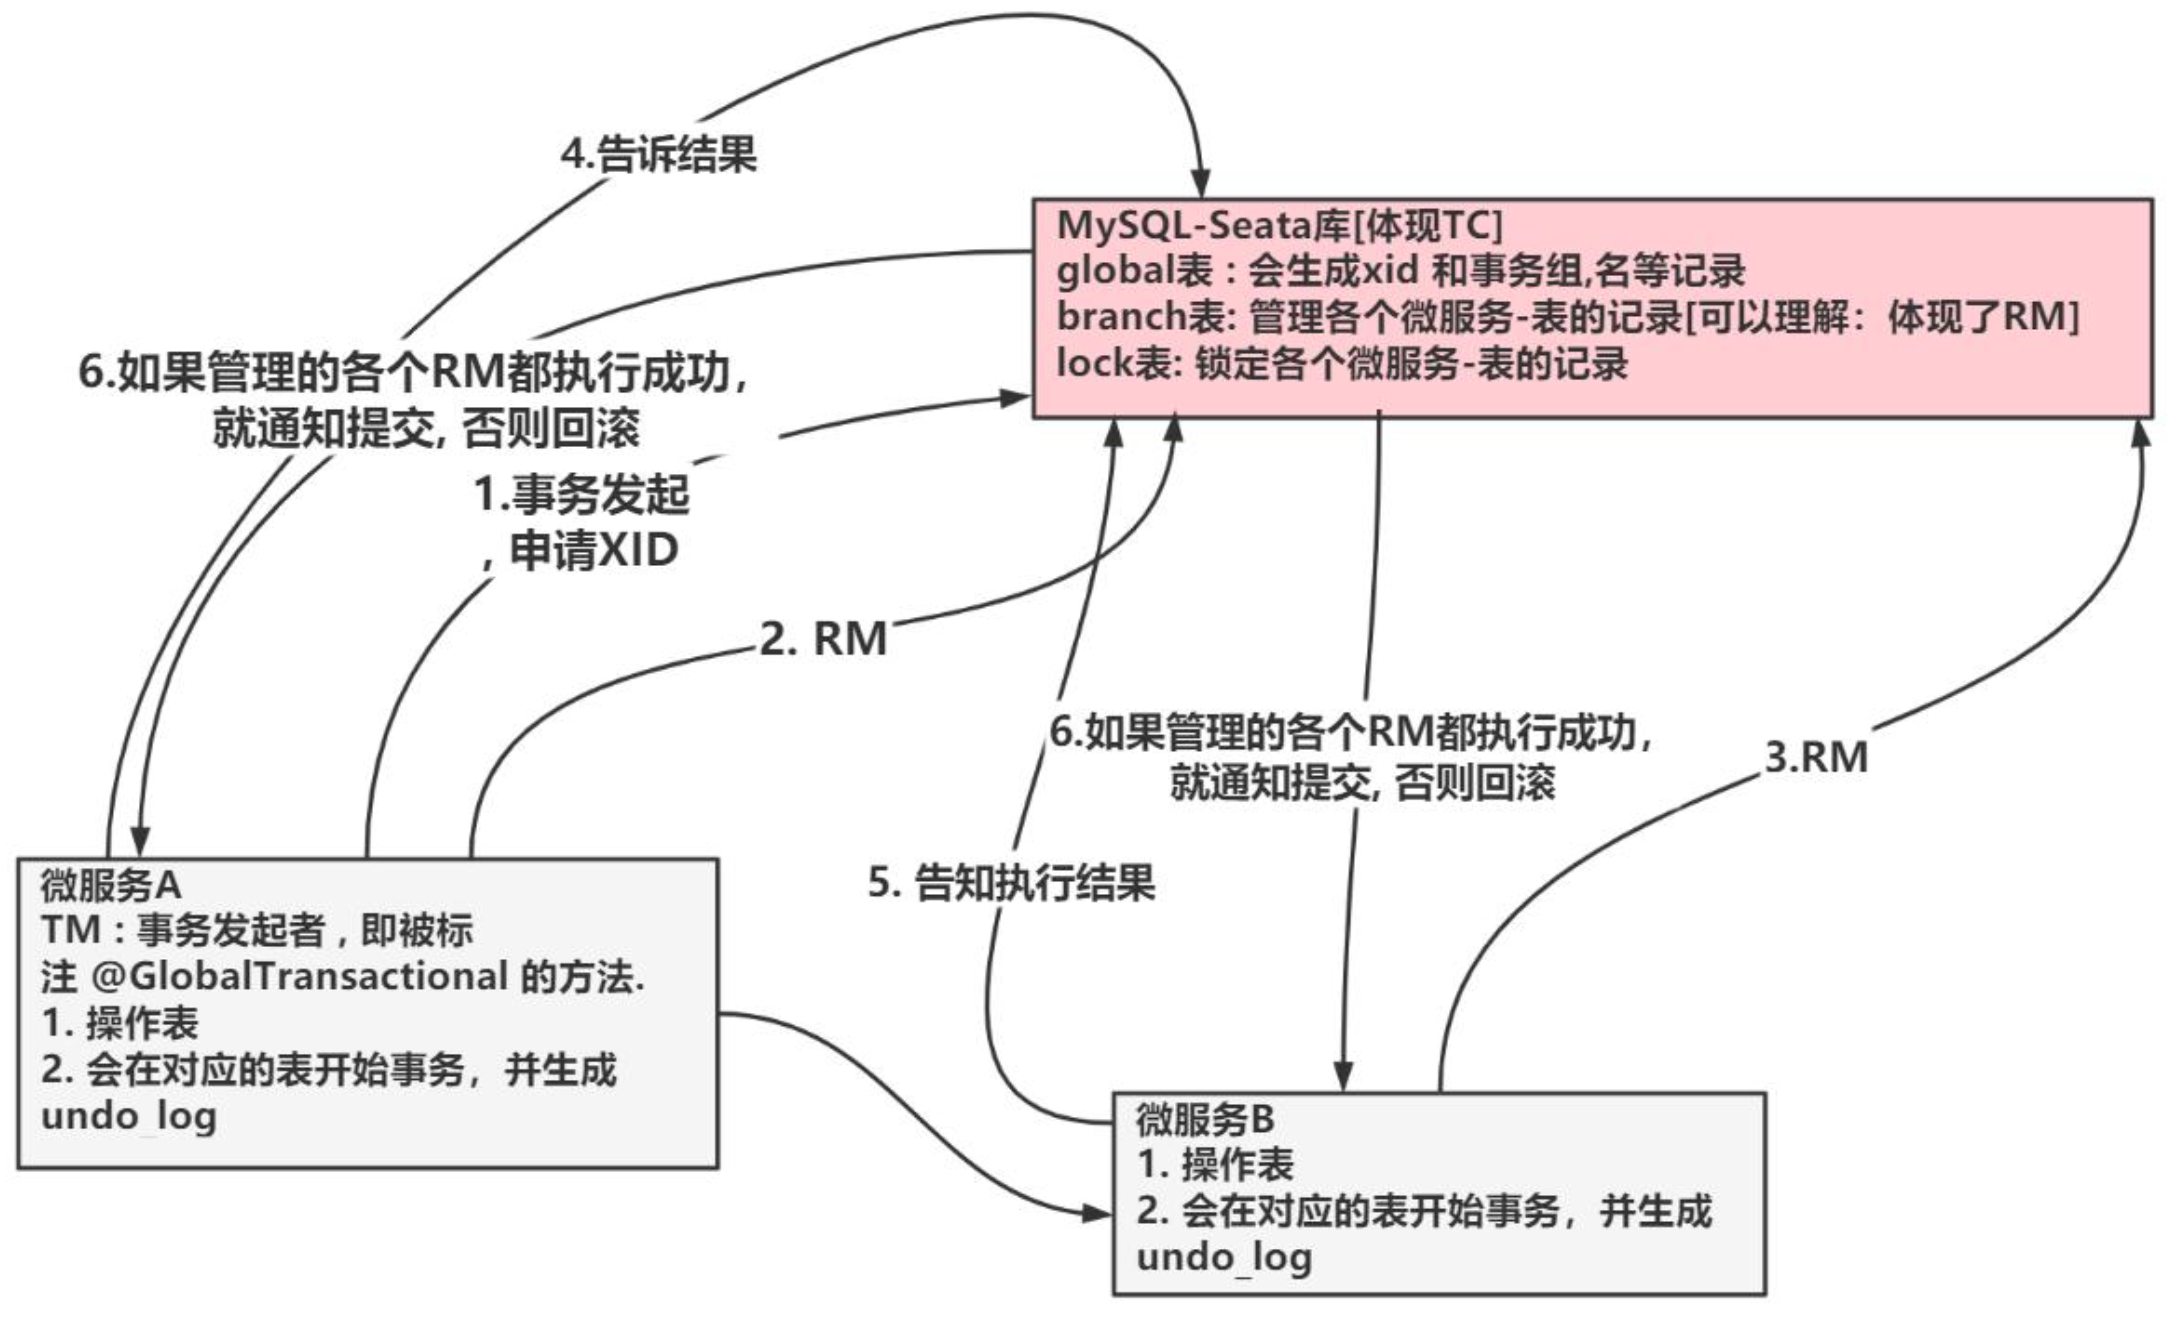 4.告诉结果
MySQL-Seata库[体现TC]
global表 : 会生成xid 和事务组,名等记录
branch表: 管理各个微服务-表的记录[可以理解：体现了RM]
lock表: 锁定各个微服务-表的记录
6.如果管理的各个RM都执行成功，
就通知提交, 否则回滚
1.事务发起
, 申请XID
2. RM
6.如果管理的各个RM都执行成功，
就通知提交, 否则回滚
3.RM
5. 告知执行结果
微服务A
TM : 事务发起者 , 即被标
注 @GlobalTransactional 的方法.
1. 操作表
2. 会在对应的表开始事务，并生成
undo_log
微服务B
1. 操作表
2. 会在对应的表开始事务，并生成
undo_log